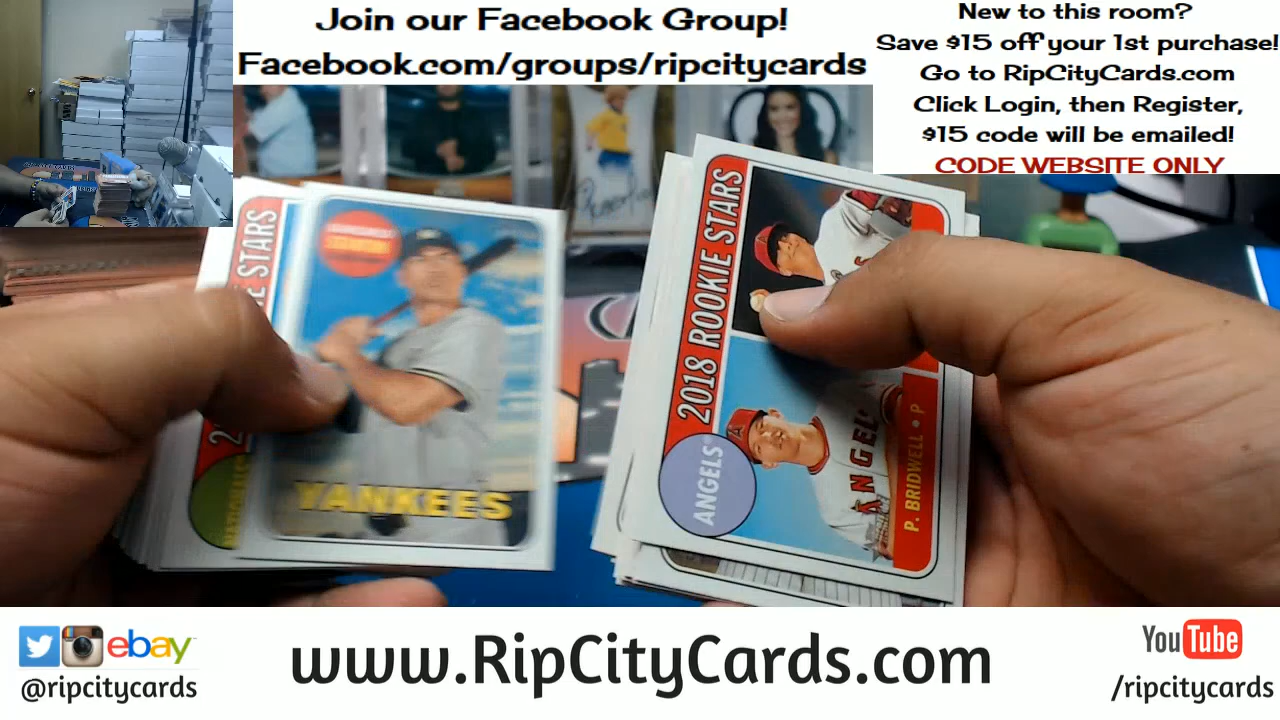 Join our Facebook Group!
Facebook.com/groups/ripcitycards
New to this room?
Save $15 off your 1st purchase!
Go to RipCityCards.com
Click Login, then Register,
$15 code will be emailed!
CODE WEBSITE ONLY
STARS
NATIONALS
YANKEES
2018 ROOKIE STARS
ANGELS
ANGELS
P. BRIDWELL • P
ebay
@ripcitycards
www.RipCityCards.com
YouTube
/ripcitycards